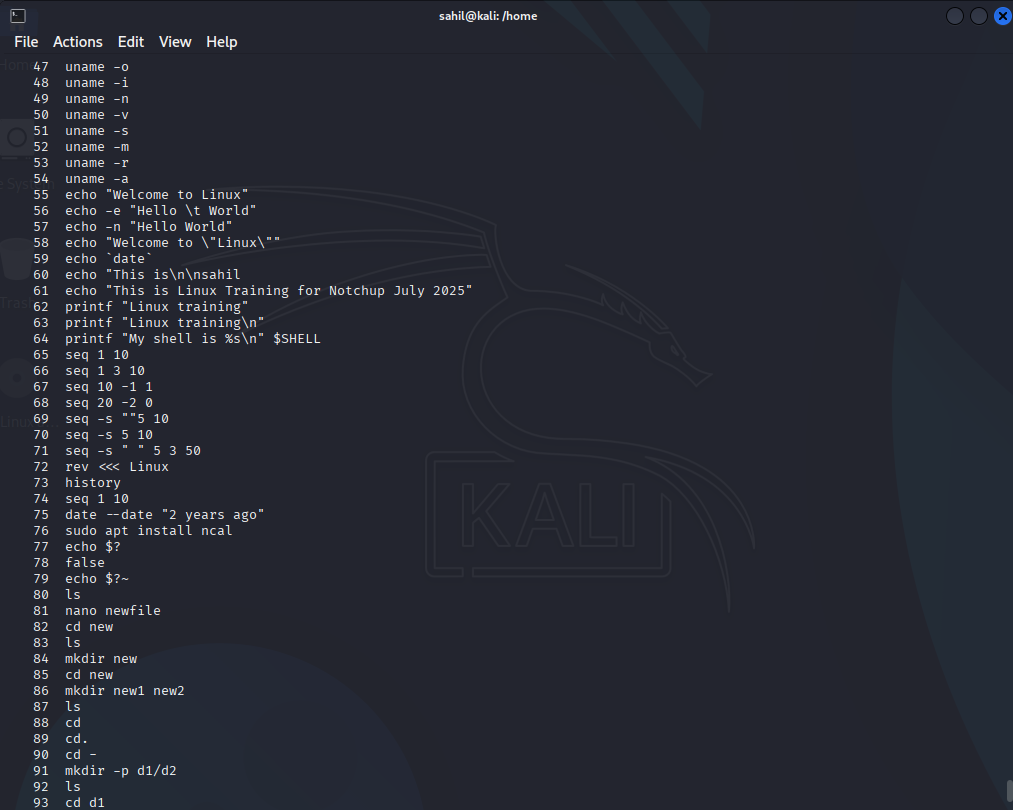 sahil@kali: /home
File Actions Edit View Help
47 uname -o
48 uname -i
49 uname -n
50 uname -v
51 uname -s
52 uname -m
53 uname -r
54 uname -a
55 echo "Welcome to Linux"
56 echo -e "Hello \t World"
57 echo -n "Hello World"
58 echo "Welcome to \"Linux\""
59 echo `date`
60 echo "This is\n\nsahil
61 echo "This is Linux Training for Notchup July 2025"
62 printf "Linux training"
63 printf "Linux training\n"
64 printf "My shell is %s\n" $SHELL
65 seq 1 10
66 seq 1 3 10
67 seq 10 -1 1
68 seq 20 -2 0
69 seq -s ""5 10
70 seq -s 5 10
71 seq -s " " 5 3 50
72 rev <<< Linux
73 history
74 seq 1 10
75 date --date "2 years ago"
76 sudo apt install ncal
77 echo $?
78 false
79 echo $?~
80 ls
81 nano newfile
82 cd new
83 ls
84 mkdir new
85 cd new
86 mkdir new1 new2
87 ls
88 cd
89 cd.
90 cd -
91 mkdir -p d1/d2
92 ls
93 cd d1
KALI